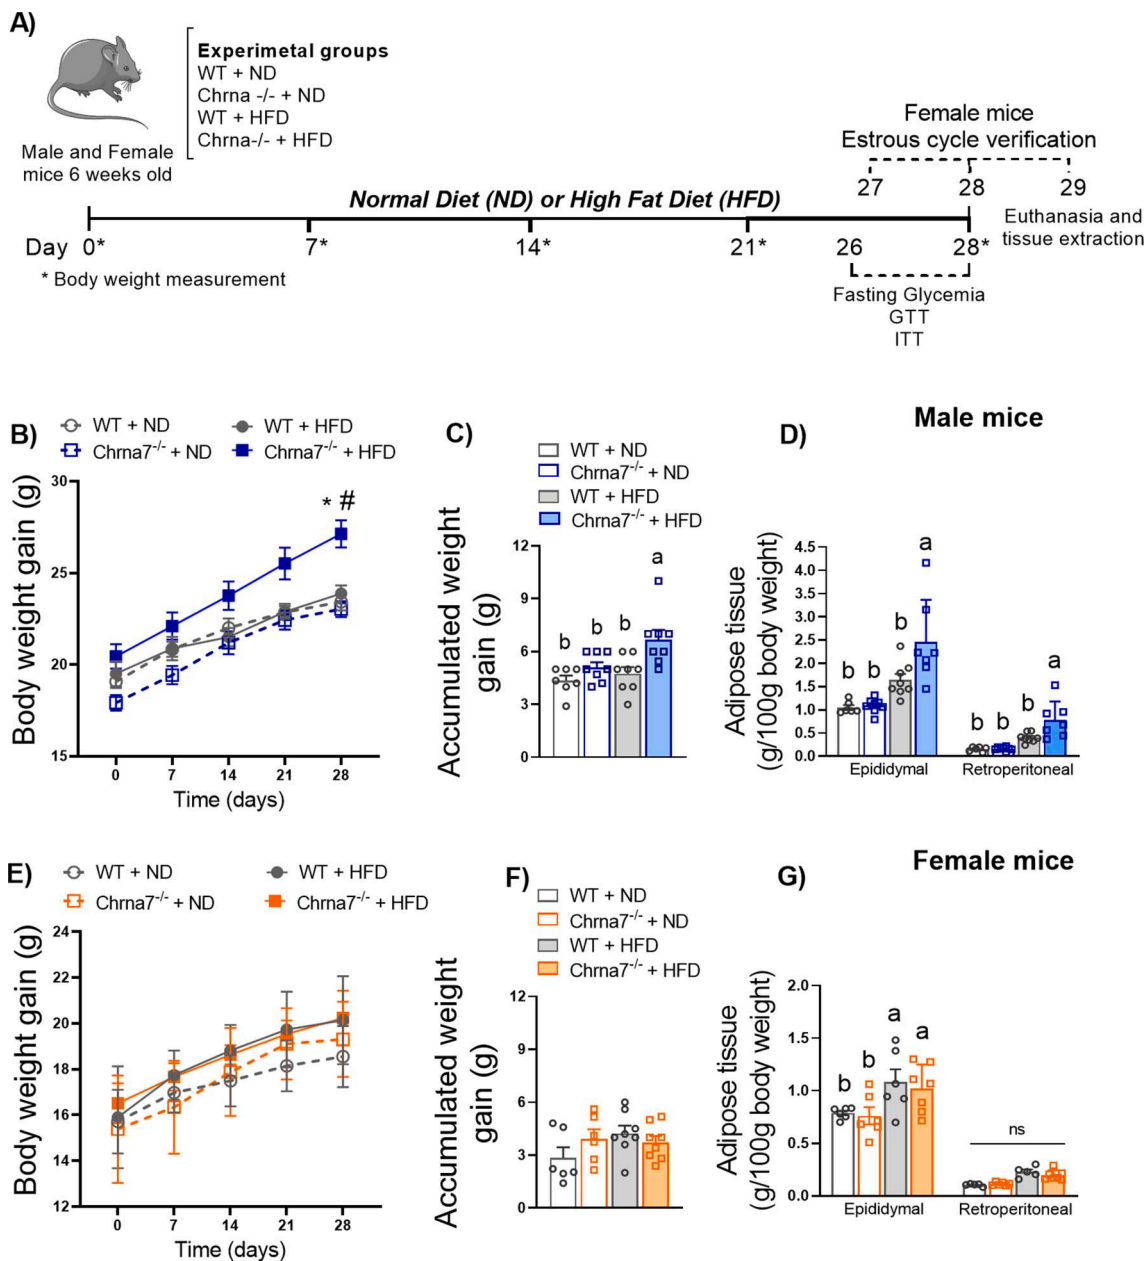 A)
Experimetal groups
WT + ND
Chrna -/- + ND
WT + HFD
Chrna-/- + HFD
Male and Female
mice 6 weeks old
Female mice
Estrous cycle verification
27 28 29
Normal Diet (ND) or High Fat Diet (HFD)
Euthanasia and
tissue extraction
Day 0* 7* 14* 21* 26 28*
* Body weight measurement
Fasting Glycemia
GTT
ITT
Male mice
B)
WT + ND
WT + HFD
Chrna7-/- + ND
Chrna7-/- + HFD
Body weight gain (g)
30
25
20
15
* #
0 7 14 21 28
Time (days)
C)
WT + ND
Chrna7-/- + ND
WT + HFD
Chrna7-/- + HFD
Accumulated weight
gain (g)
12
9
6
3
0
b b b a
D)
Adipose tissue
(g/100g body weight)
4.5
4.0
3.5
3.0
2.5
2.0
1.5
1.0
0.5
0.0
b b b a
b b b a
Epididymal Retroperitoneal
Female mice
E)
WT + ND
WT + HFD
Chrna7-/- + ND
Chrna7-/- + HFD
Body weight gain (g)
24
22
20
18
16
14
12
0 7 14 21 28
Time (days)
F)
WT + ND
Chrna7-/- + ND
WT + HFD
Chrna7-/- + HFD
Accumulated weight
gain (g)
12
9
6
3
0
G)
Adipose tissue
(g/100g body weight)
2.0
1.5
1.0
0.5
0.0
b b a a
ns
Epididymal Retroperitoneal